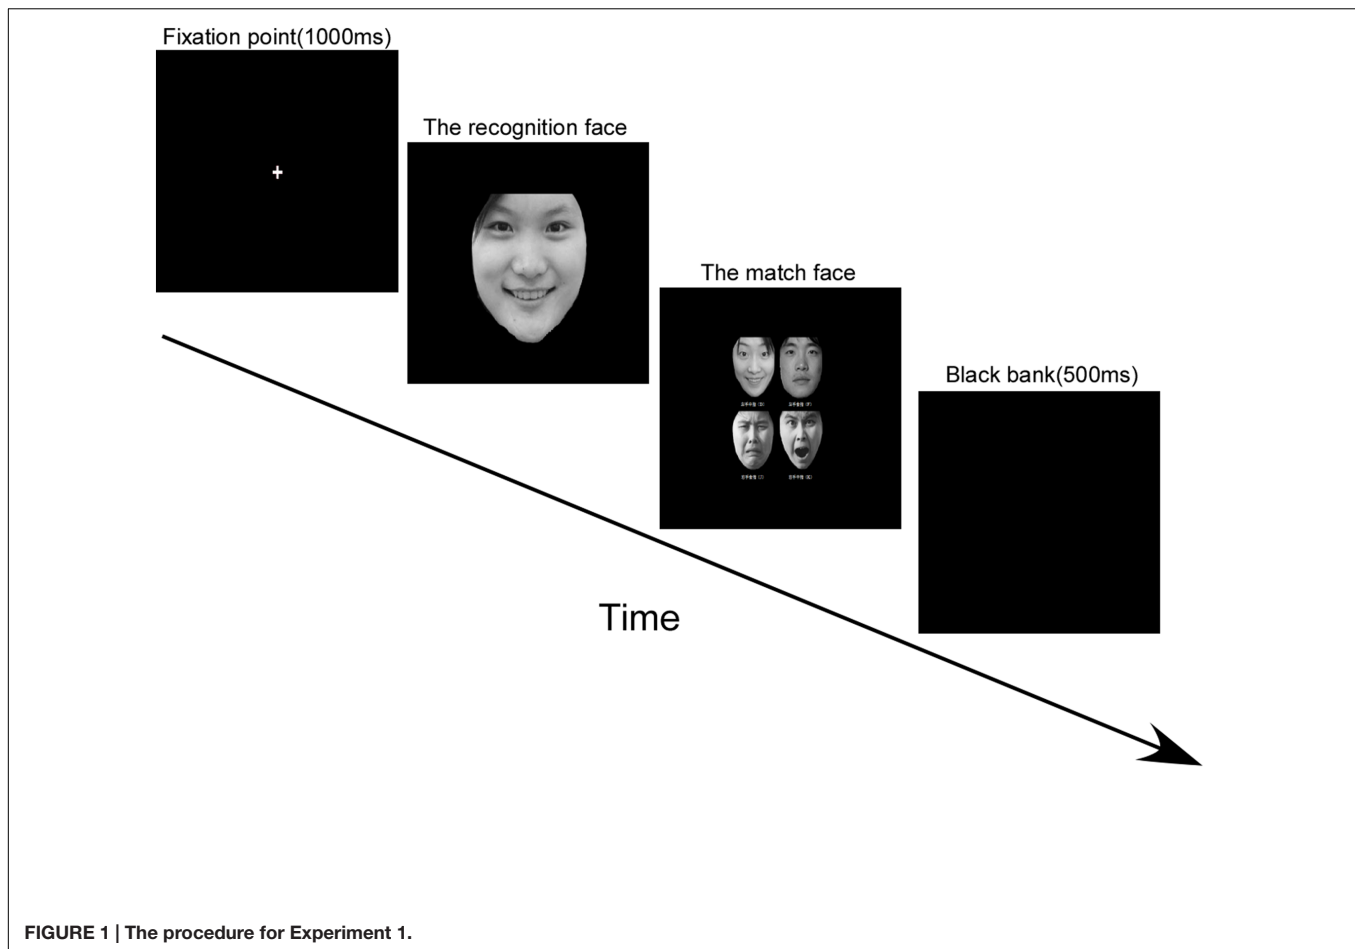 Fixation point(1000ms)
The recognition face
The match face
Black bank(500ms)
Time
FIGURE 1 | The procedure for Experiment 1.